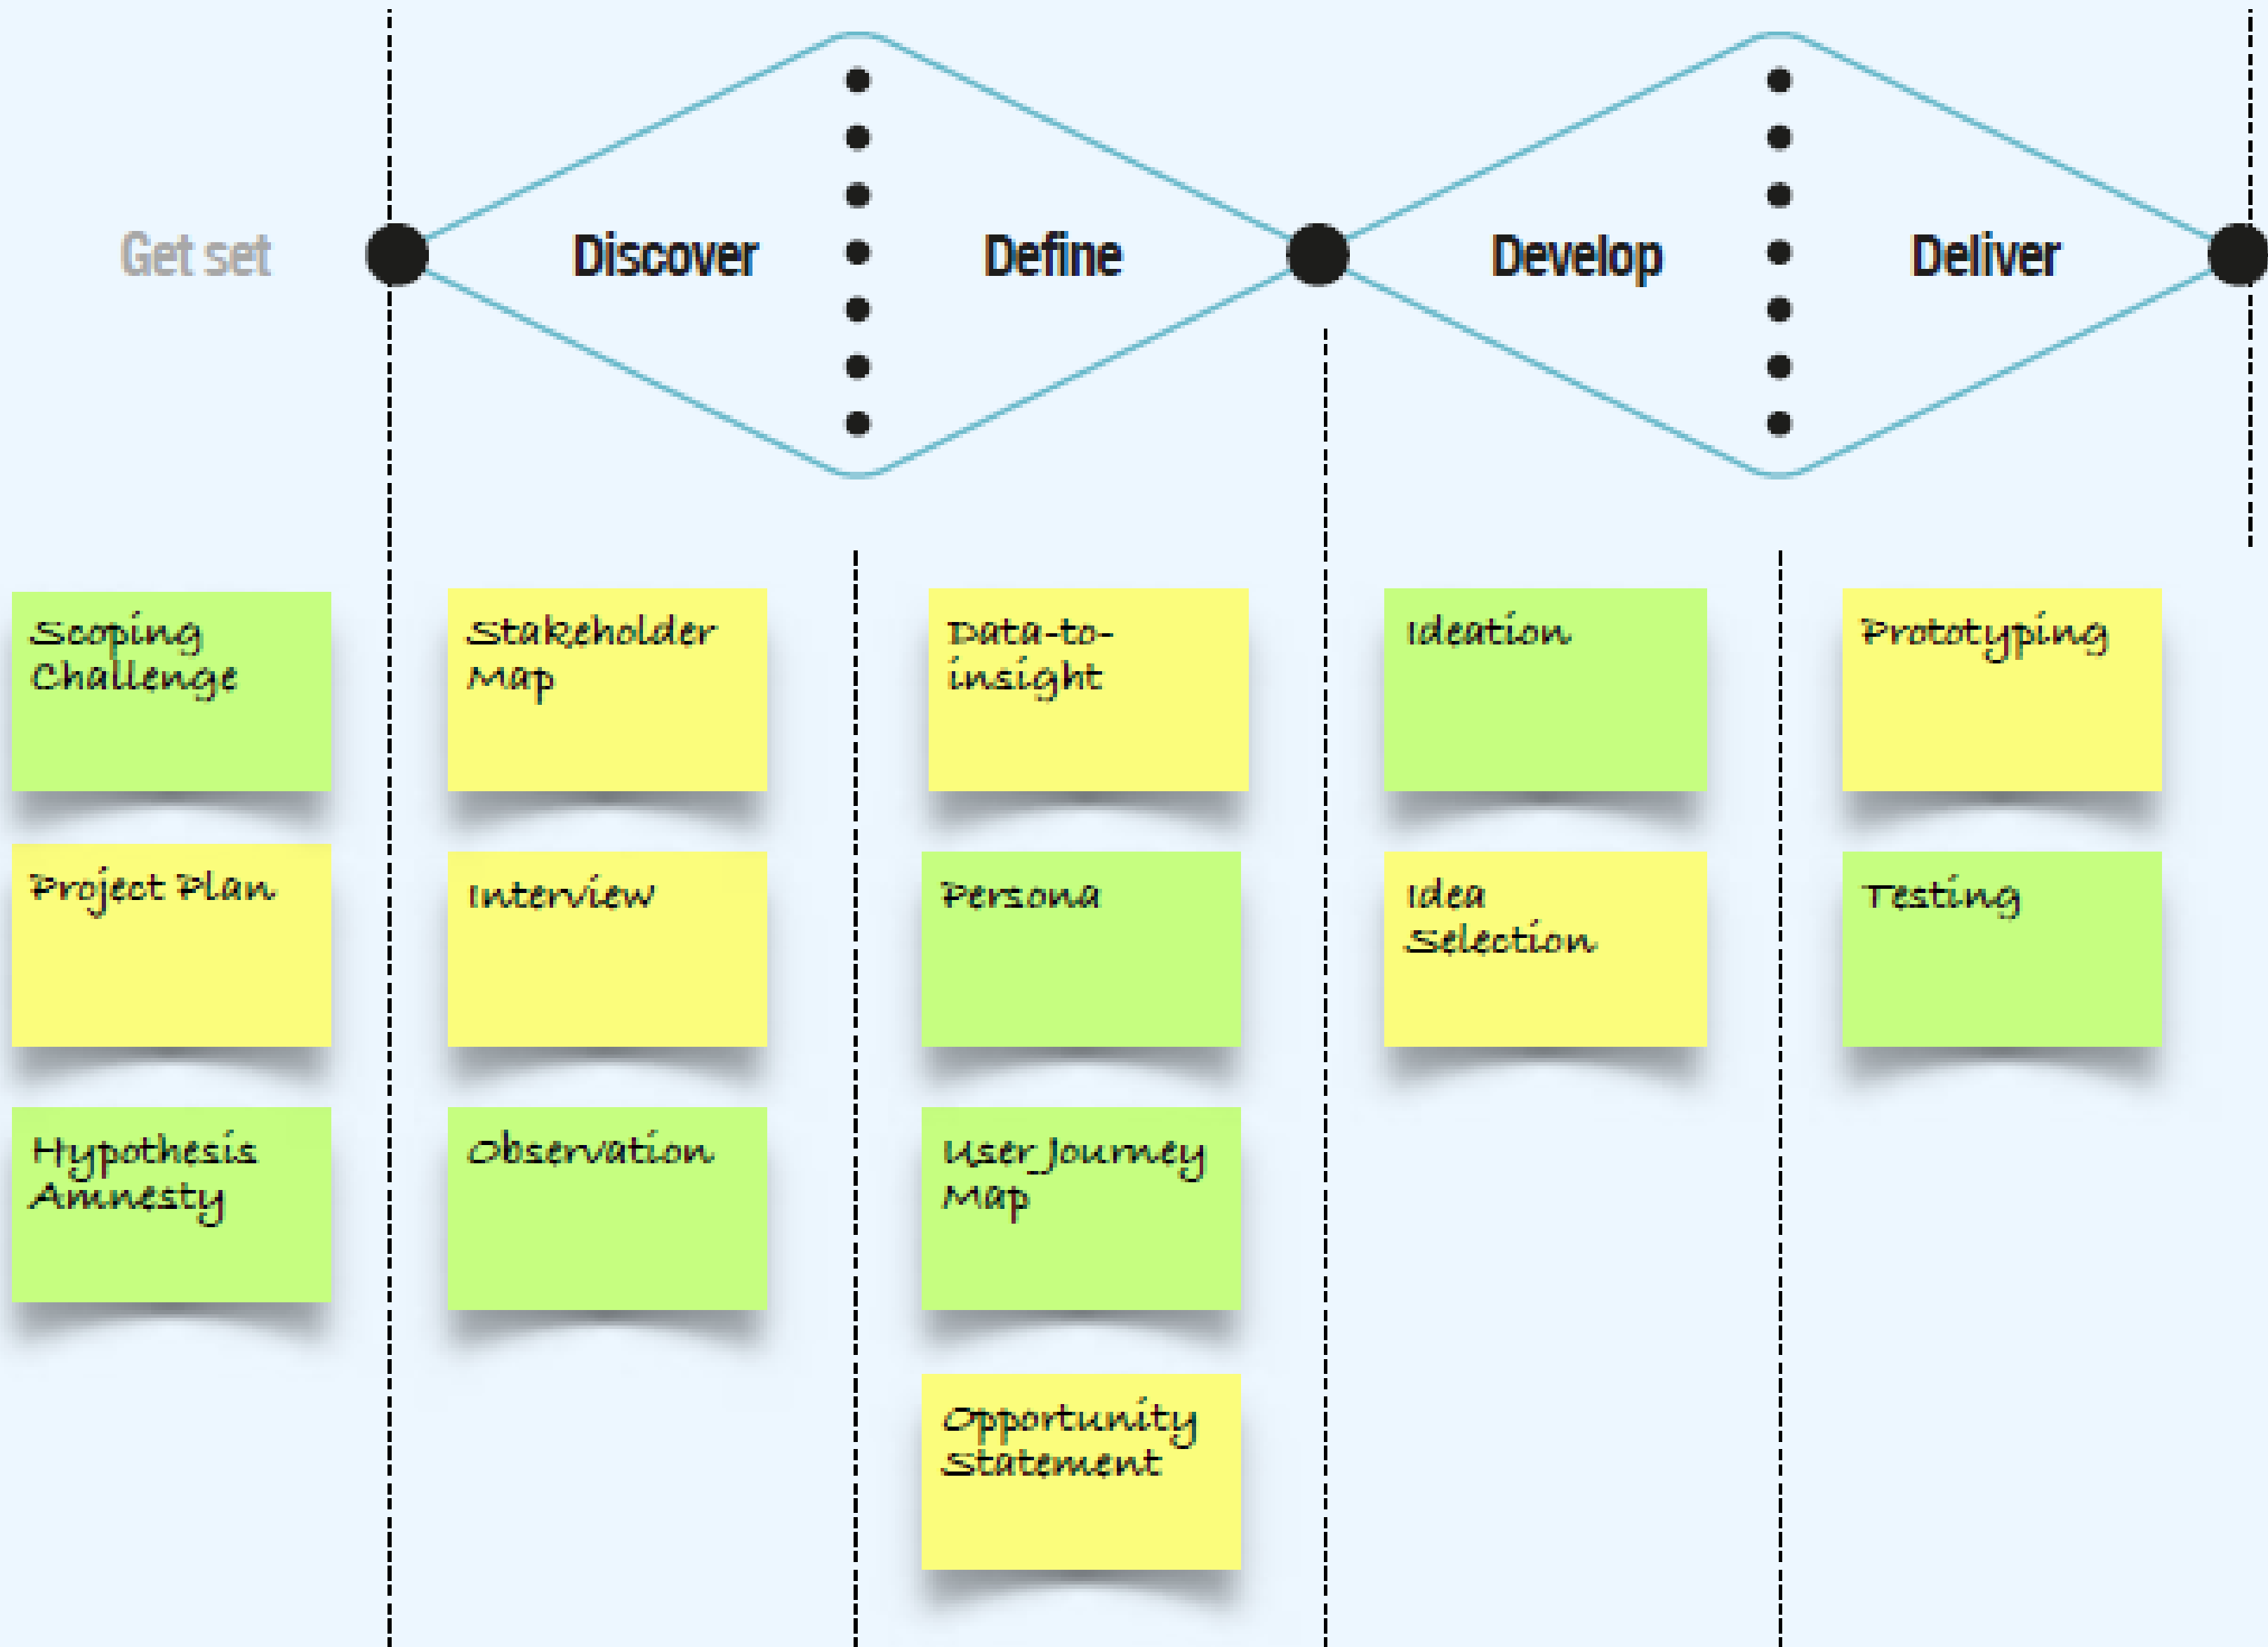 Get set
Discover
Define
Develop
Deliver
Scoping
Challenge
Project Plan
Hypothesis
Amnesty
Stakeholder
Map
Interview
Observation
Data-to-
insight
Persona
User Journey
Map
Opportunity
Statement
Ideation
Idea
Selection
Prototyping
Testing